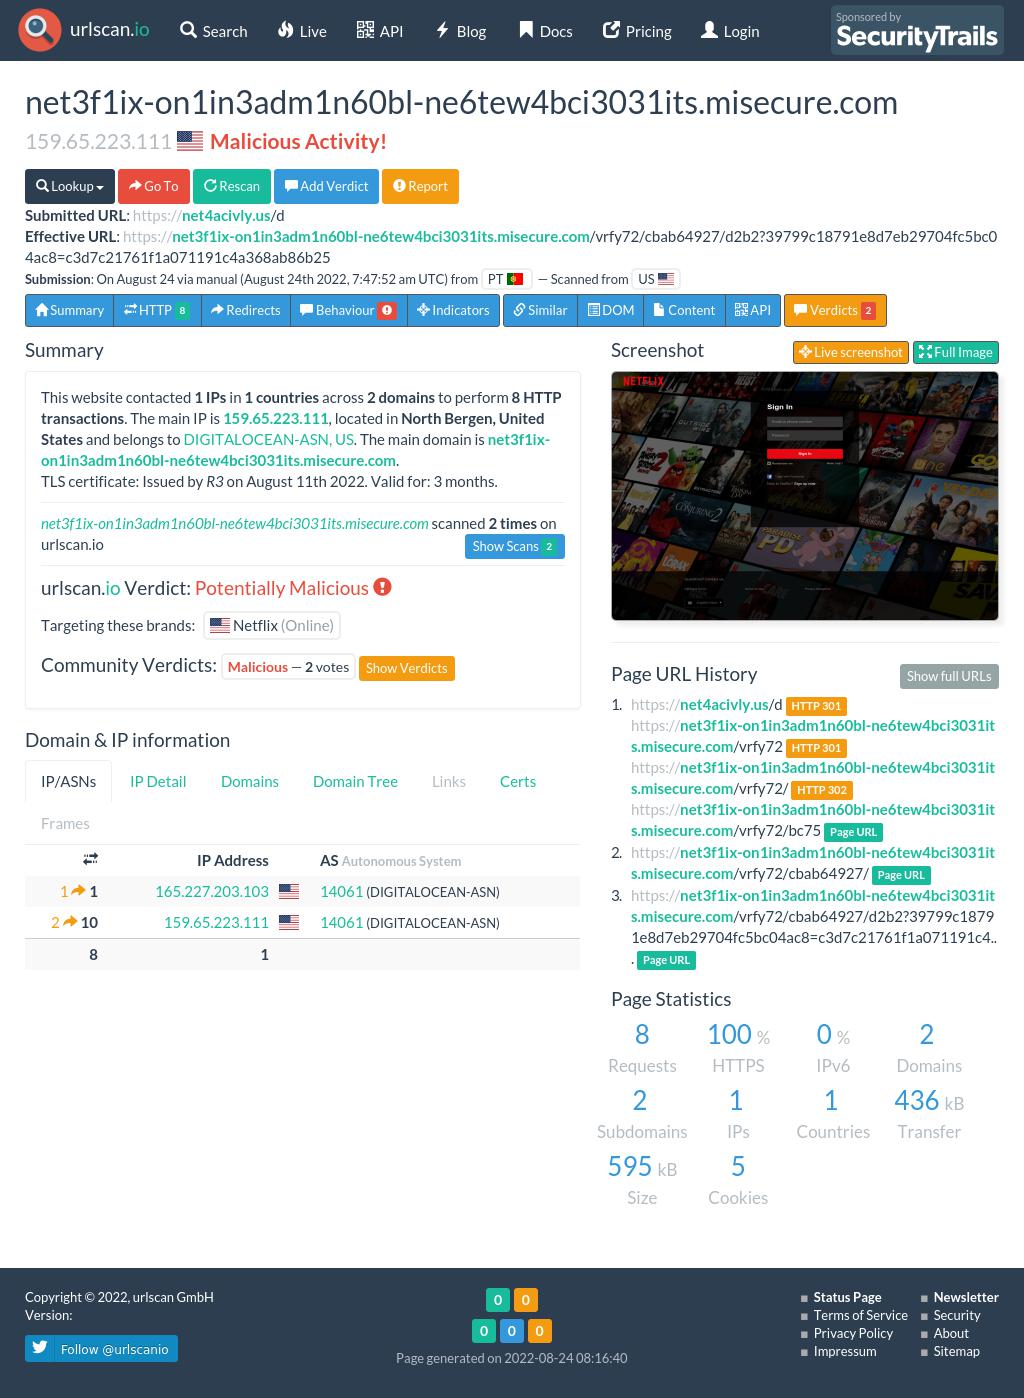 urlscan.io Search Live API Blog Docs Pricing Login Sponsored by SecurityTrails
net3f1ix-on1in3adm1n60bl-ne6tew4bci3031its.misecure.com
159.65.223.111 Malicious Activity!
Lookup Go To Rescan Add Verdict Report
Submitted URL: https://net4acivly.us/d
Effective URL: https://net3f1ix-on1in3adm1n60bl-ne6tew4bci3031its.misecure.com/vrfy72/cbab64927/d2b2?39799c18791e8d7eb29704fc5bc0
4ac8=c3d7c21761f1a071191c4a368ab86b25
Submission: On August 24 via manual (August 24th 2022, 7:47:52 am UTC) from PT — Scanned from US
Summary HTTP 8 Redirects Behaviour Indicators Similar DOM Content API Verdicts 2
Summary
This website contacted 1 IPs in 1 countries across 2 domains to perform 8 HTTP
transactions. The main IP is 159.65.223.111, located in North Bergen, United
States and belongs to DIGITALOCEAN-ASN, US. The main domain is net3f1ix-
on1in3adm1n60bl-ne6tew4bci3031its.misecure.com.
TLS certificate: Issued by R3 on August 11th 2022. Valid for: 3 months.
net3f1ix-on1in3adm1n60bl-ne6tew4bci3031its.misecure.com scanned 2 times on
urlscan.io Show Scans 2
urlscan.io Verdict: Potentially Malicious
Targeting these brands: Netflix (Online)
Community Verdicts: Malicious — 2 votes Show Verdicts
Domain & IP information
IP/ASNs IP Detail Domains Domain Tree Links Certs
Frames
IP Address AS Autonomous System
1 1 165.227.203.103 14061 (DIGITALOCEAN-ASN)
2 10 159.65.223.111 14061 (DIGITALOCEAN-ASN)
8 1
Screenshot Live screenshot Full Image
NETFLIX
Sign In
Sign In
Page URL History Show full URLs
1. https://net4acivly.us/d HTTP 301
https://net3f1ix-on1in3adm1n60bl-ne6tew4bci3031it
s.misecure.com/vrfy72 HTTP 301
https://net3f1ix-on1in3adm1n60bl-ne6tew4bci3031it
s.misecure.com/vrfy72/ HTTP 302
https://net3f1ix-on1in3adm1n60bl-ne6tew4bci3031it
s.misecure.com/vrfy72/bc75 Page URL
2. https://net3f1ix-on1in3adm1n60bl-ne6tew4bci3031it
s.misecure.com/vrfy72/cbab64927/ Page URL
3. https://net3f1ix-on1in3adm1n60bl-ne6tew4bci3031it
s.misecure.com/vrfy72/cbab64927/d2b2?39799c1879
1e8d7eb29704fc5bc04ac8=c3d7c21761f1a071191c4..
. Page URL
Page Statistics
8 100 % 0 % 2
Requests HTTPS IPv6 Domains
2 1 1 436 kB
Subdomains IPs Countries Transfer
595 kB 5
Size Cookies
Copyright © 2022, urlscan GmbH
Version:
Follow @urlscanio
0 0
0 0 0
Page generated on 2022-08-24 08:16:40
Status Page
Terms of Service
Privacy Policy
Impressum
Newsletter
Security
About
Sitemap